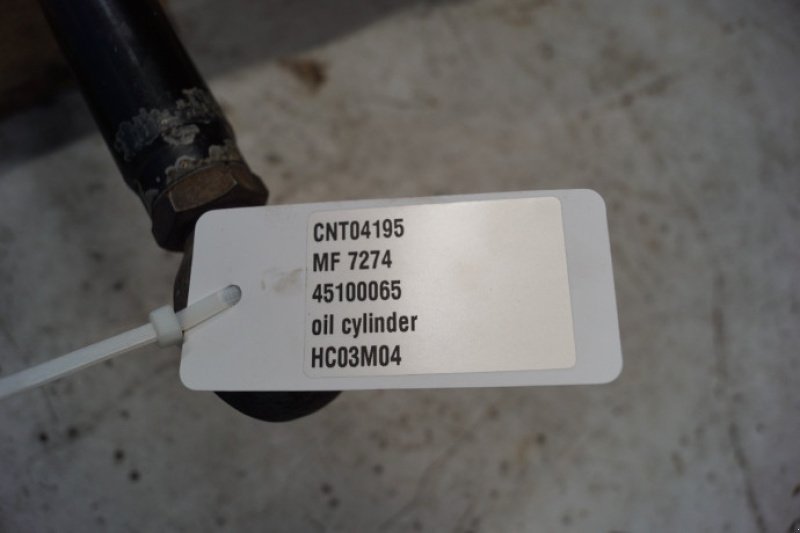 CNT04195
MF 7274
45100065
oil cylinder
HC03M04